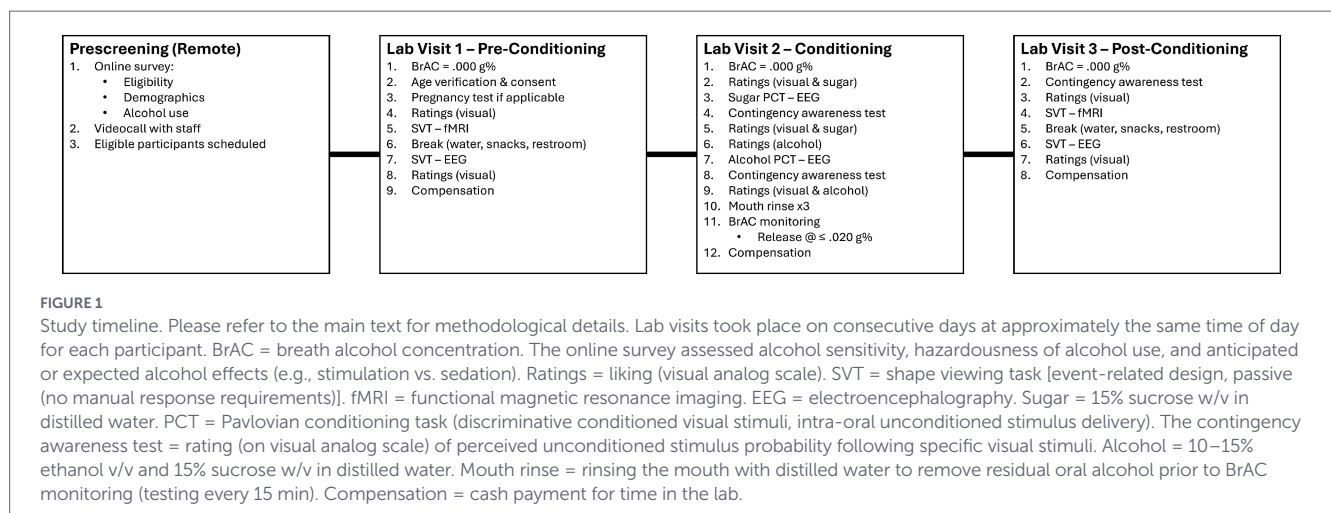 Prescreening (Remote)
1. Online survey:
• Eligibility
• Demographics
• Alcohol use
2. Videocall with staff
3. Eligible participants scheduled
Lab Visit 1 – Pre-Conditioning
1. BrAC = .000 g%
2. Age verification & consent
3. Pregnancy test if applicable
4. Ratings (visual)
5. SVT – fMRI
6. Break (water, snacks, restroom)
7. SVT – EEG
8. Ratings (visual)
9. Compensation
Lab Visit 2 – Conditioning
1. BrAC = .000 g%
2. Ratings (visual & sugar)
3. Sugar PCT – EEG
4. Contingency awareness test
5. Ratings (visual & sugar)
6. Ratings (alcohol)
7. Alcohol PCT – EEG
8. Contingency awareness test
9. Ratings (visual & alcohol)
10. Mouth rinse x3
11. BrAC monitoring
• Release @ ≤ .020 g%
12. Compensation
Lab Visit 3 – Post-Conditioning
1. BrAC = .000 g%
2. Contingency awareness test
3. Ratings (visual)
4. SVT – fMRI
5. Break (water, snacks, restroom)
6. SVT – EEG
7. Ratings (visual)
8. Compensation
FIGURE 1
Study timeline. Please refer to the main text for methodological details. Lab visits took place on consecutive days at approximately the same time of day
for each participant. BrAC = breath alcohol concentration. The online survey assessed alcohol sensitivity, hazardousness of alcohol use, and anticipated
or expected alcohol effects (e.g., stimulation vs. sedation). Ratings = liking (visual analog scale). SVT = shape viewing task [event-related design, passive
(no manual response requirements)]. fMRI = functional magnetic resonance imaging. EEG = electroencephalography. Sugar = 15% sucrose w/v in
distilled water. PCT = Pavlovian conditioning task (discriminative conditioned visual stimuli, intra-oral unconditioned stimulus delivery). The contingency
awareness test = rating (on visual analog scale) of perceived unconditioned stimulus probability following specific visual stimuli. Alcohol = 10–15%
ethanol v/v and 15% sucrose w/v in distilled water. Mouth rinse = rinsing the mouth with distilled water to remove residual oral alcohol prior to BrAC
monitoring (testing every 15 min). Compensation = cash payment for time in the lab.